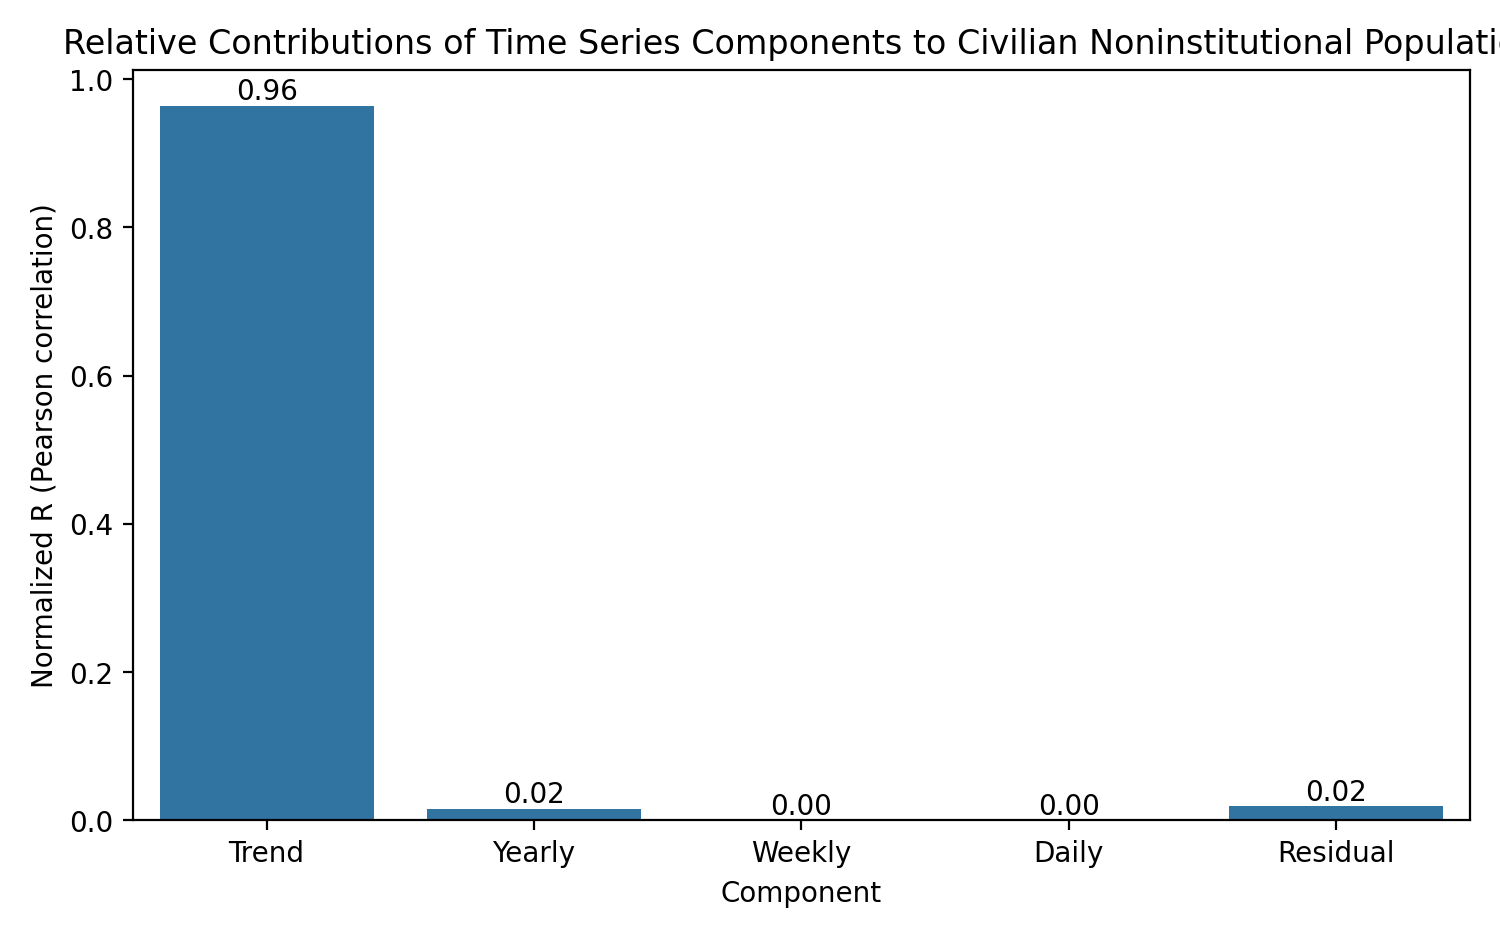 Relative Contributions of Time Series Components to Civilian Noninstitutional
1.0
0.8
0.6
0.4
0.2
0.0
Normalized R (Pearson correlation)
0.96
0.02
0.00
0.00
0.02
Trend
Yearly
Weekly
Daily
Residual
Component